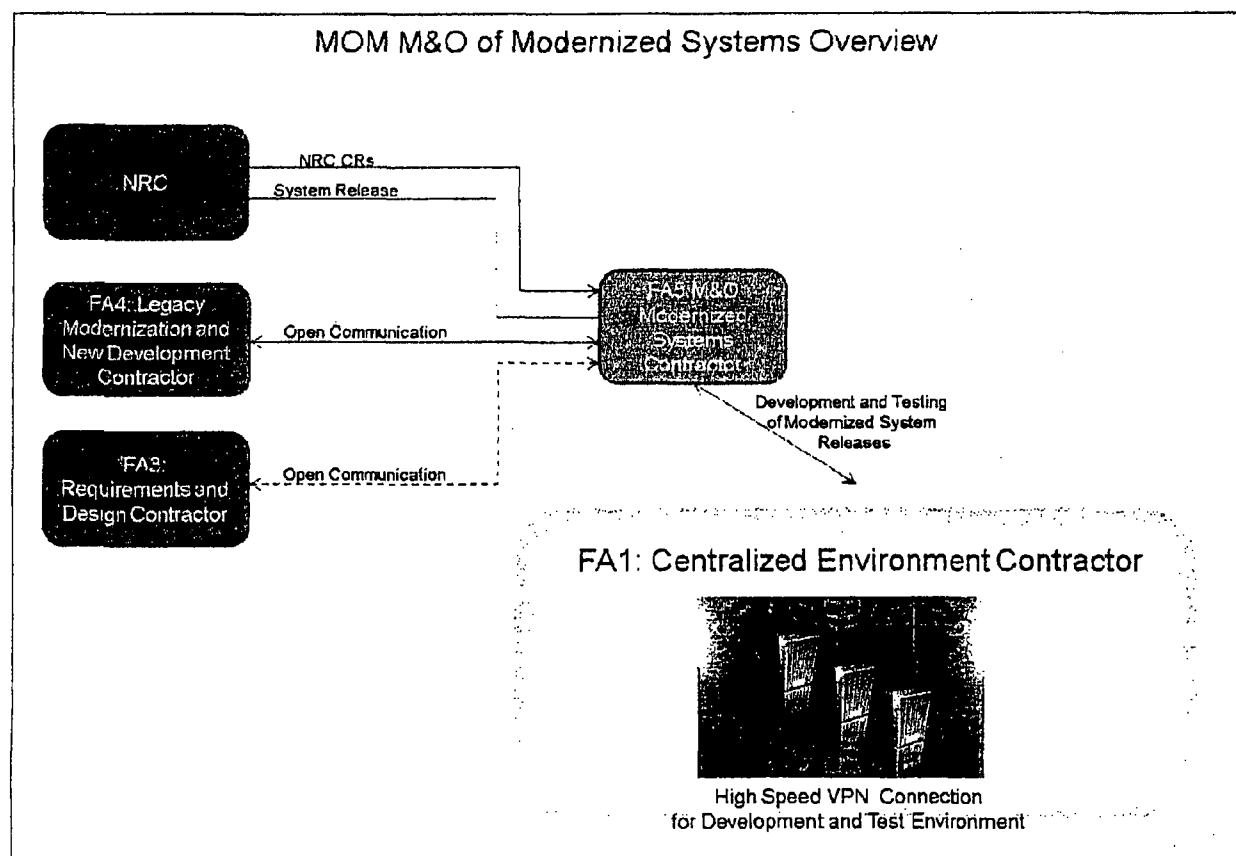 MOM M&O of Modernized Systems Overview
NRC
NRC CRs
System Release
FA4: Legacy
Modernization and
New Development
Contractor
Open Communication
FA5 M&O
Modernized
Systems
Contractor
Development and Testing
of Modernized System
Releases
FA3:
Requirements and
Design Contractor
Open Communication
FA1: Centralized Environment Contractor
High Speed VPN Connection
for Development and Test Environment